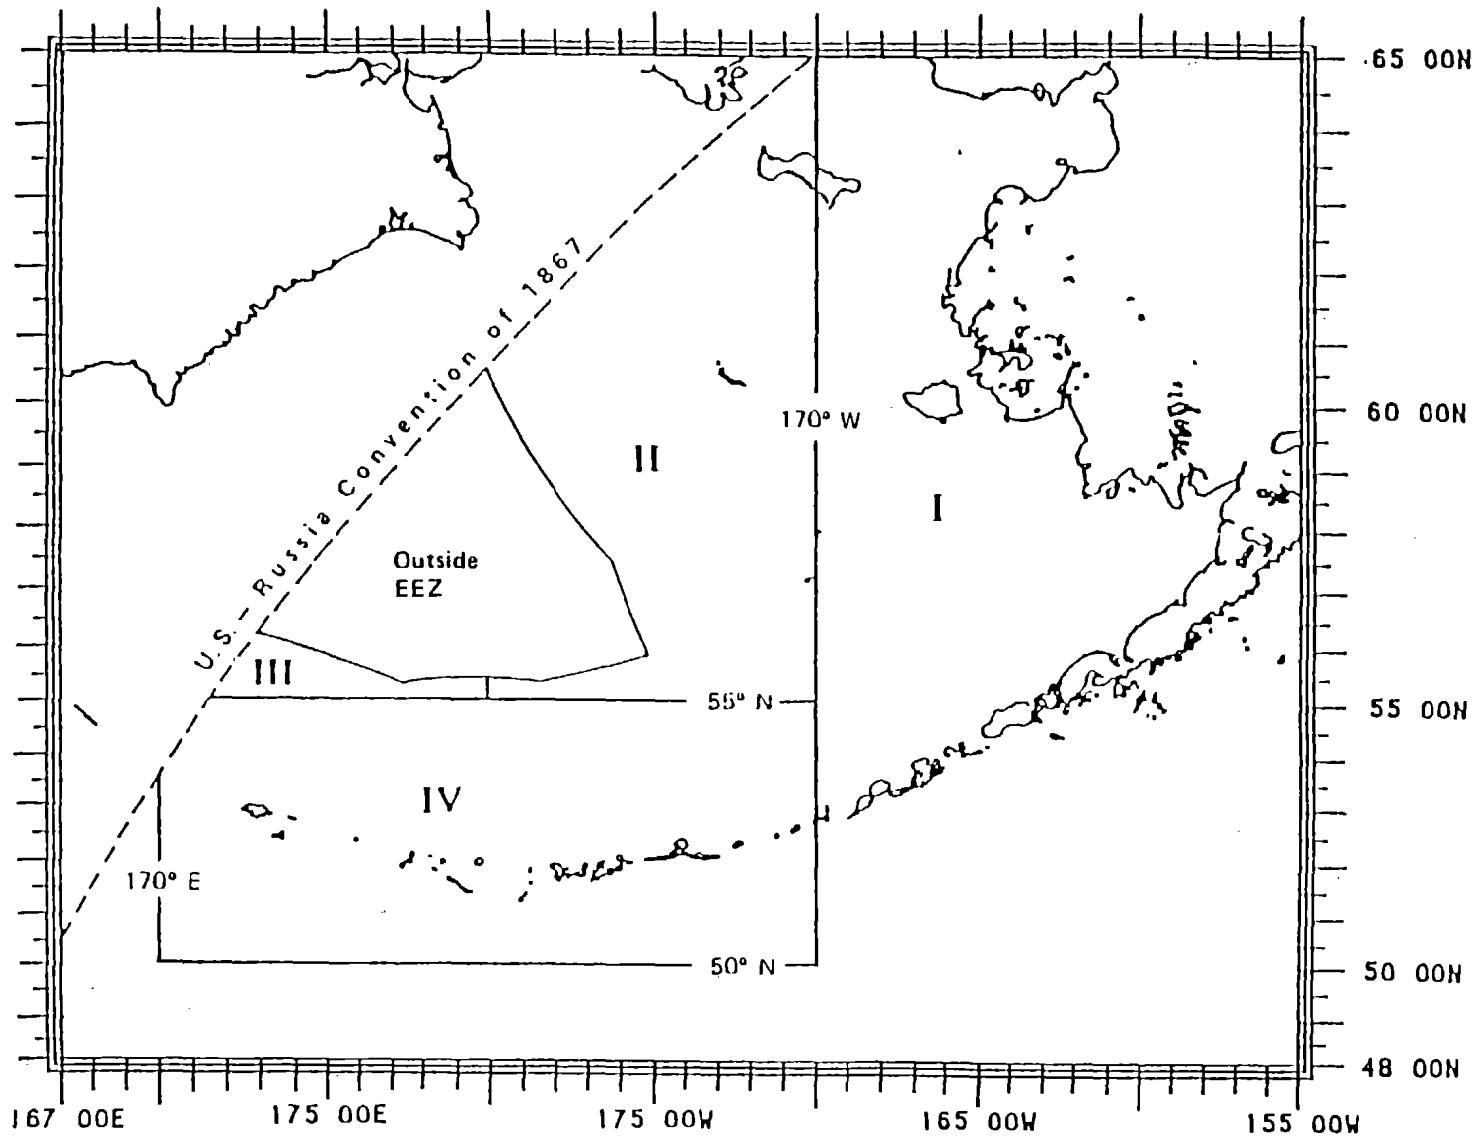 65 00N
U.S. - Russia Convention of 1867
170° W
60 00N
II
I
Outside
EEZ
III
55° N
55 00N
IV
170° E
50° N
50 00N
48 00N
167 00E
175 00E
175 00W
165 00W
155 00W